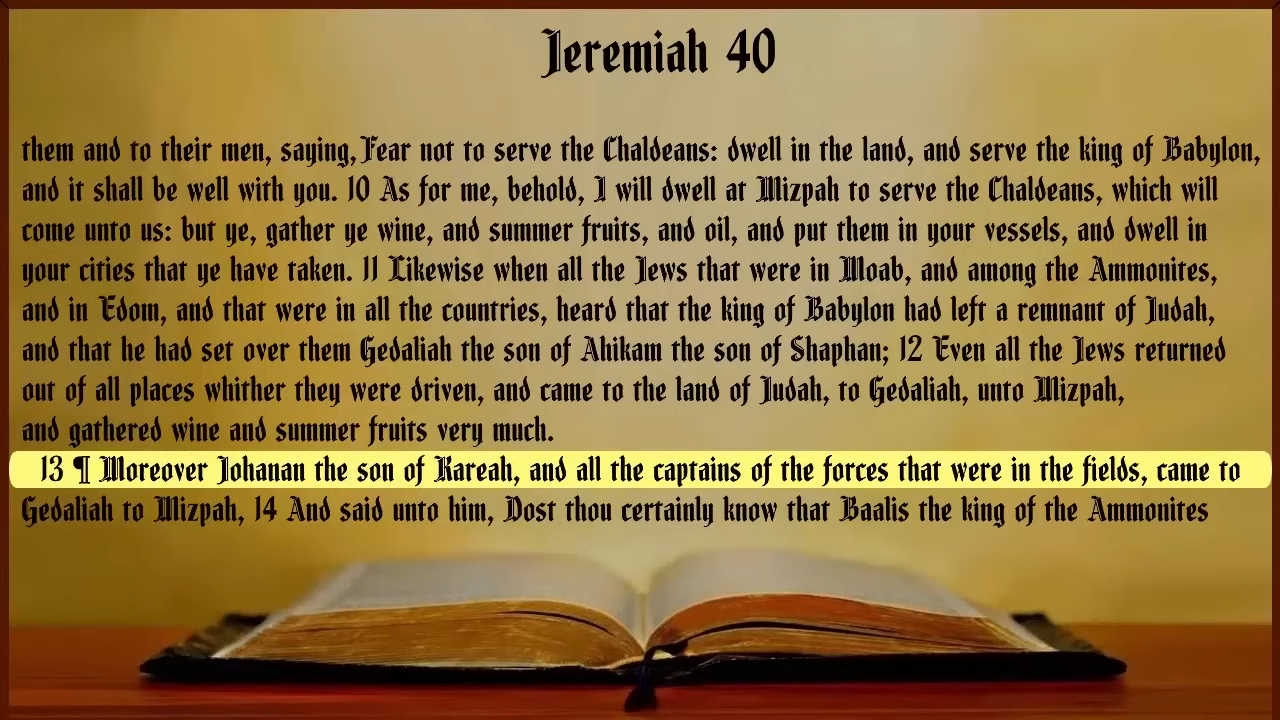 Jeremiah 40
them and to their men, saying, Fear not to serve the Chaldeans: dwell in the land, and serve the king of Babylon,
and it shall be well with you. 10 As for me, behold, I will dwell at Mizpah to serve the Chaldeans, which will
come unto us: but ye, gather ye wine, and summer fruits, and oil, and put them in your vessels, and dwell in
your cities that ye have taken. 11 Likewise when all the Jews that were in Moab, and among the Ammonites,
and in Edom, and that were in all the countries, heard that the king of Babylon had left a remnant of Judah,
and that he had set over them Gedaliah the son of Ahikam the son of Shaphan; 12 Even all the Jews returned
out of all places whither they were driven, and came to the land of Judah, to Gedaliah, unto Mizpah,
and gathered wine and summer fruits very much.
13 ¶ Moreover Johanan the son of Kareah, and all the captains of the forces that were in the fields, came to
Gedaliah to Mizpah, 14 And said unto him, Dost thou certainly know that Baalis the king of the Ammonites